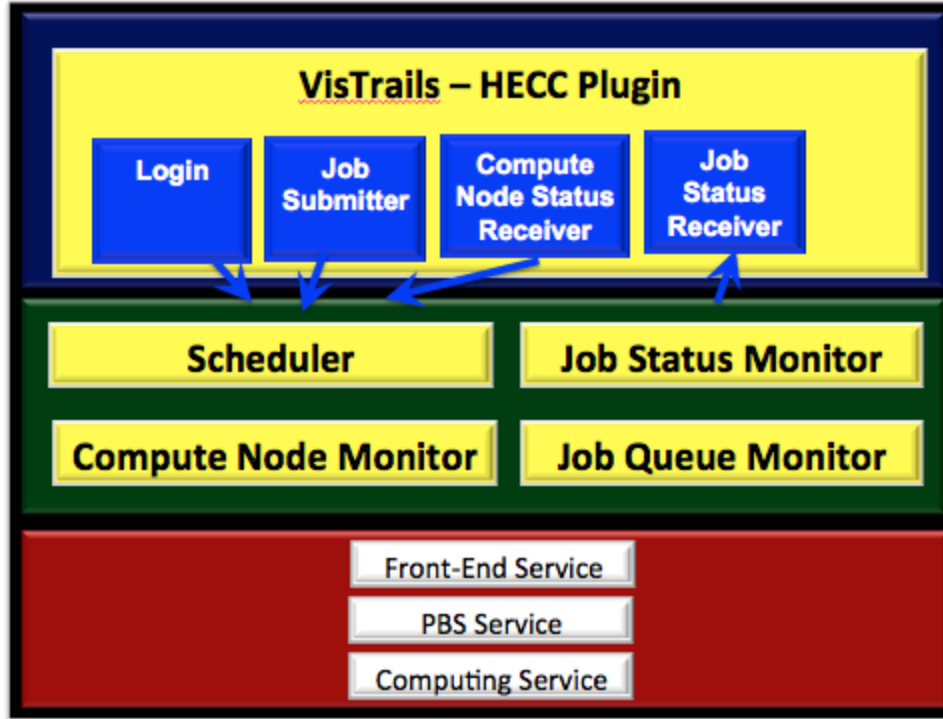 VisTrails – HECC Plugin
Login
Job
Submitter
Compute
Node Status
Receiver
Job
Status
Receiver
Scheduler
Job Status Monitor
Compute Node Monitor
Job Queue Monitor
Front-End Service
PBS Service
Computing Service